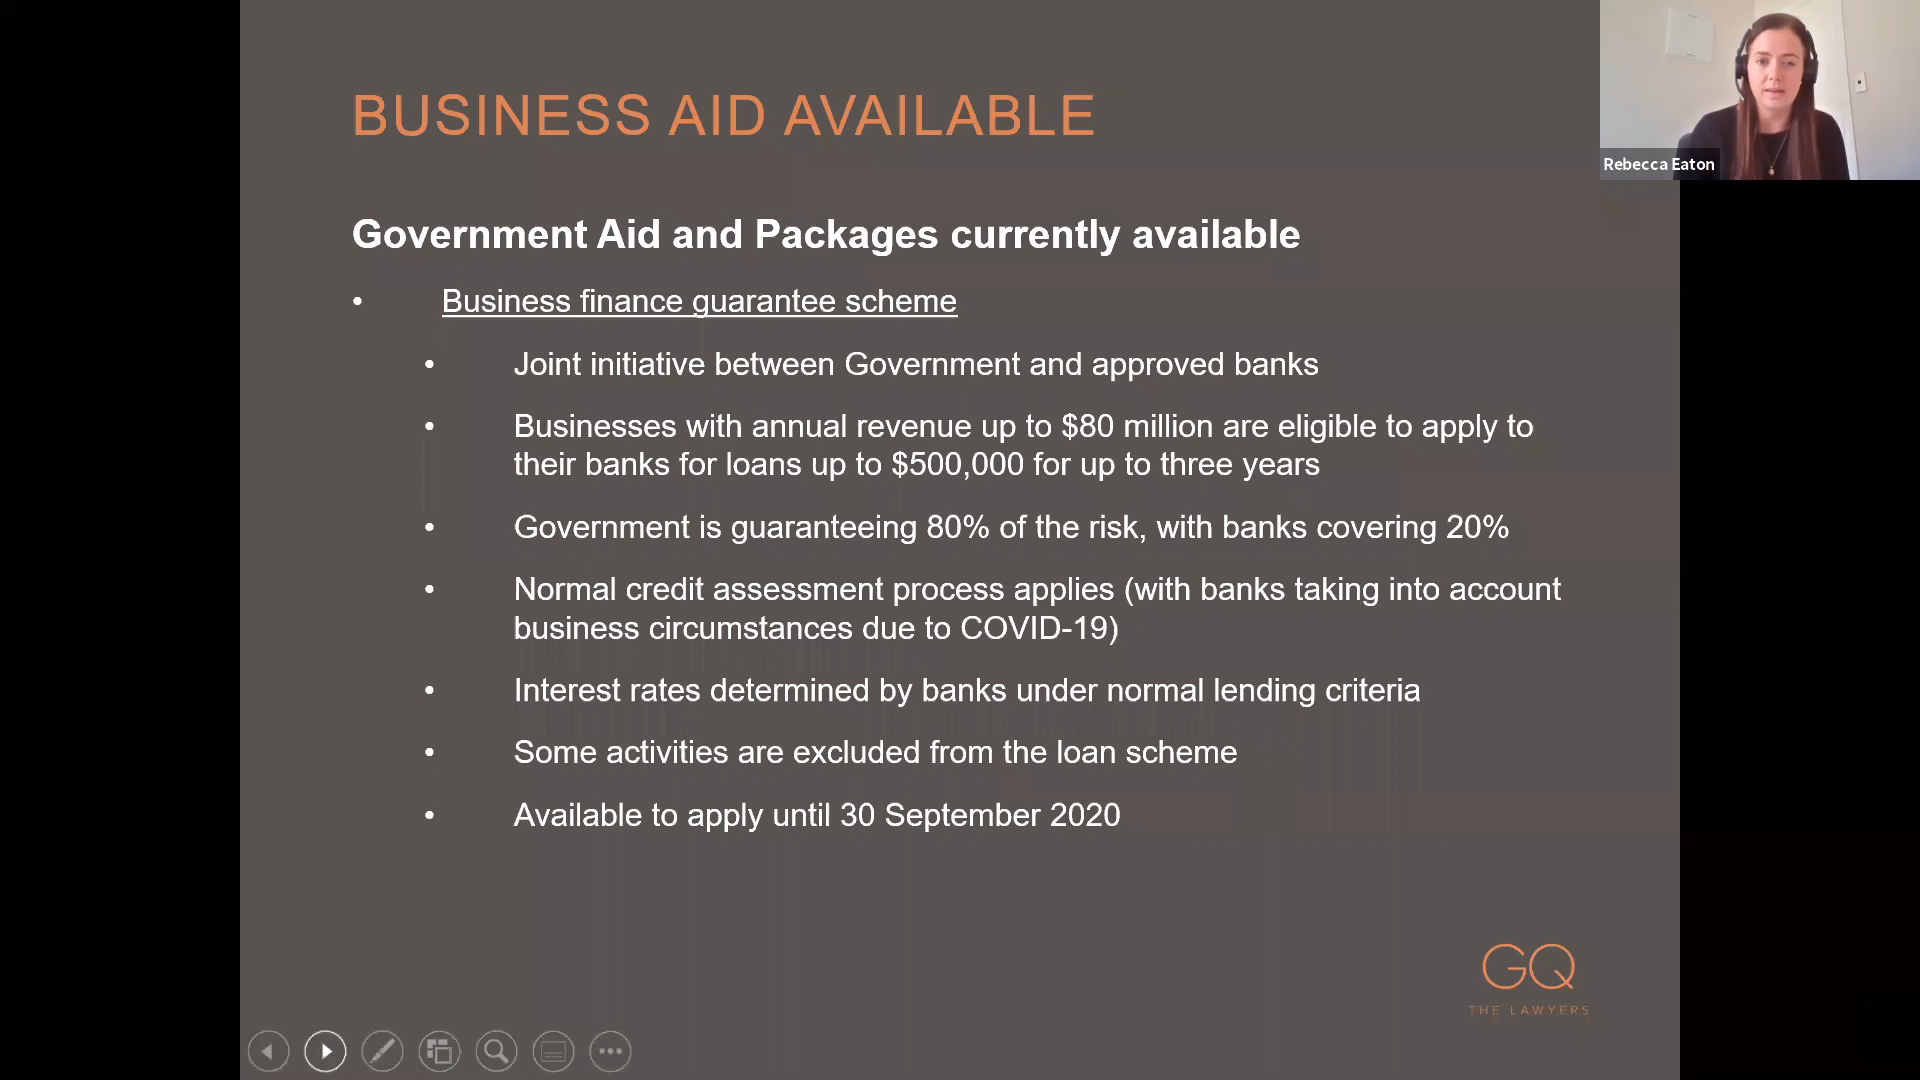 BUSINESS AID AVAILABLE
Rebecca Eaton
Government Aid and Packages currently available
• Business finance guarantee scheme
• Joint initiative between Government and approved banks
• Businesses with annual revenue up to $80 million are eligible to apply to
their banks for loans up to $500,000 for up to three years
• Government is guaranteeing 80% of the risk, with banks covering 20%
• Normal credit assessment process applies (with banks taking into account
business circumstances due to COVID-19)
• Interest rates determined by banks under normal lending criteria
• Some activities are excluded from the loan scheme
• Available to apply until 30 September 2020
GQ
THE LAWYERS